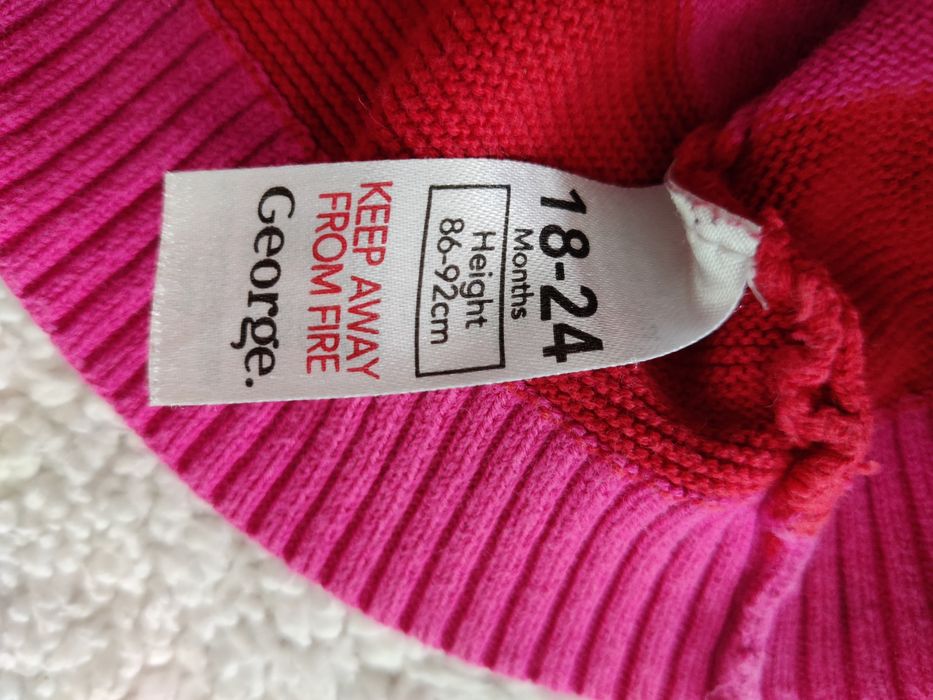 18-24
Months
Height
86-92cm
KEEP AWAY
FROM FIRE
George.